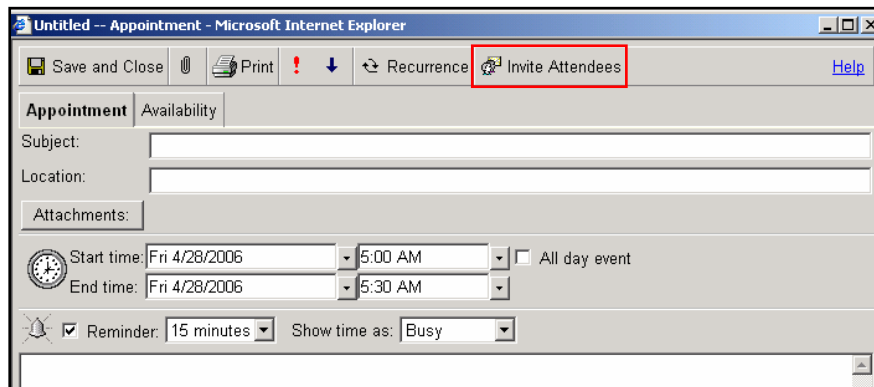 Untitled -- Appointment - Microsoft Internet Explorer
Save and Close Print ! Recurrence Invite Attendees Help
Appointment Availability
Subject:
Location:
Attachments:
Start time: Fri 4/28/2006 5:00 AM All day event
End time: Fri 4/28/2006 5:30 AM
Reminder: 15 minutes Show time as: Busy